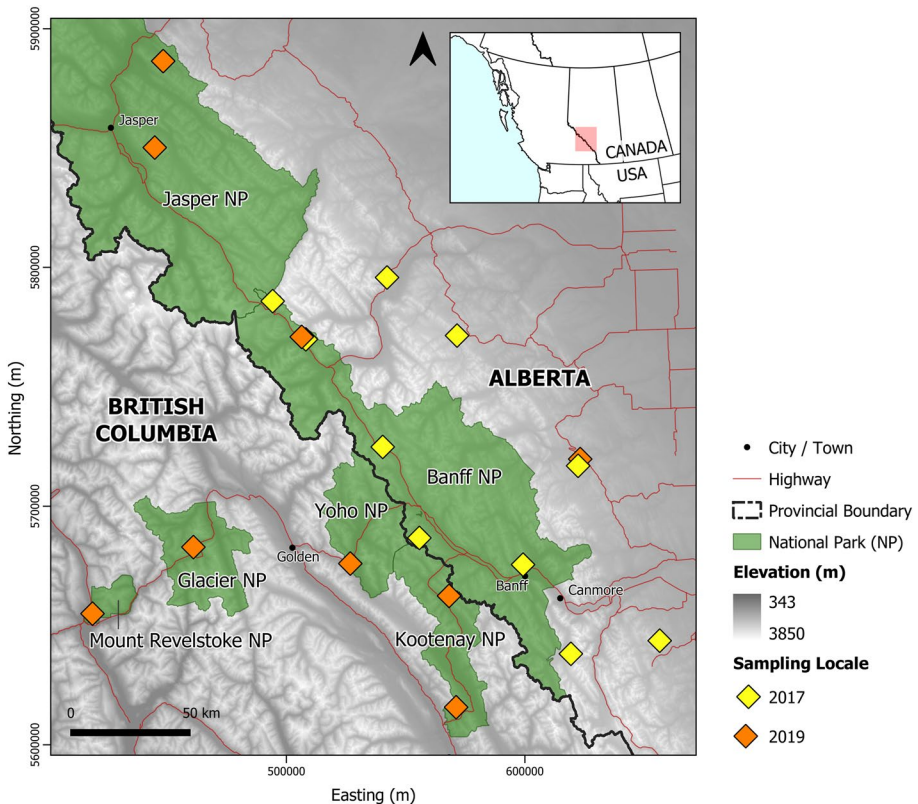 5900000
5800000
5700000
5600000
Northing (m)
500000
600000
Easting (m)
CANADA
USA
Jasper
Jasper NP
ALBERTA
BRITISH
COLUMBIA
Banff NP
Yoho NP
Golden
Glacier NP
Banff
Canmore
Mount Revelstoke NP
Kootenay NP
0 50 km
City / Town
Highway
Provincial Boundary
National Park (NP)
Elevation (m)
343
3850
Sampling Locale
2017
2019